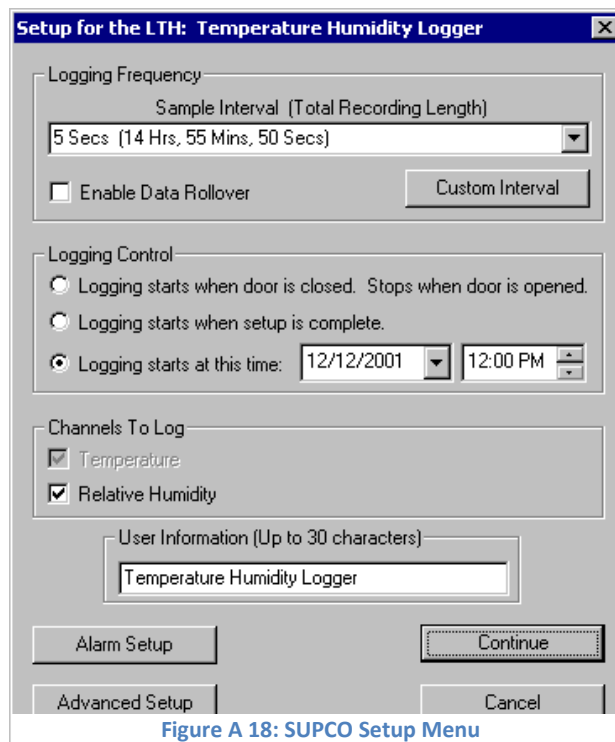 Setup for the LTH: Temperature Humidity Logger
Logging Frequency
Sample Interval (Total Recording Length)
5 Secs (14 Hrs, 55 Mins, 50 Secs)
Enable Data Rollover
Custom Interval
Logging Control
Logging starts when door is closed. Stops when door is opened.
Logging starts when setup is complete.
Logging starts at this time: 12/12/2001 12:00 PM
Channels To Log
Temperature
Relative Humidity
User Information (Up to 30 characters)
Temperature Humidity Logger
Alarm Setup
Continue
Advanced Setup
Cancel
Figure A 18: SUPCO Setup Menu